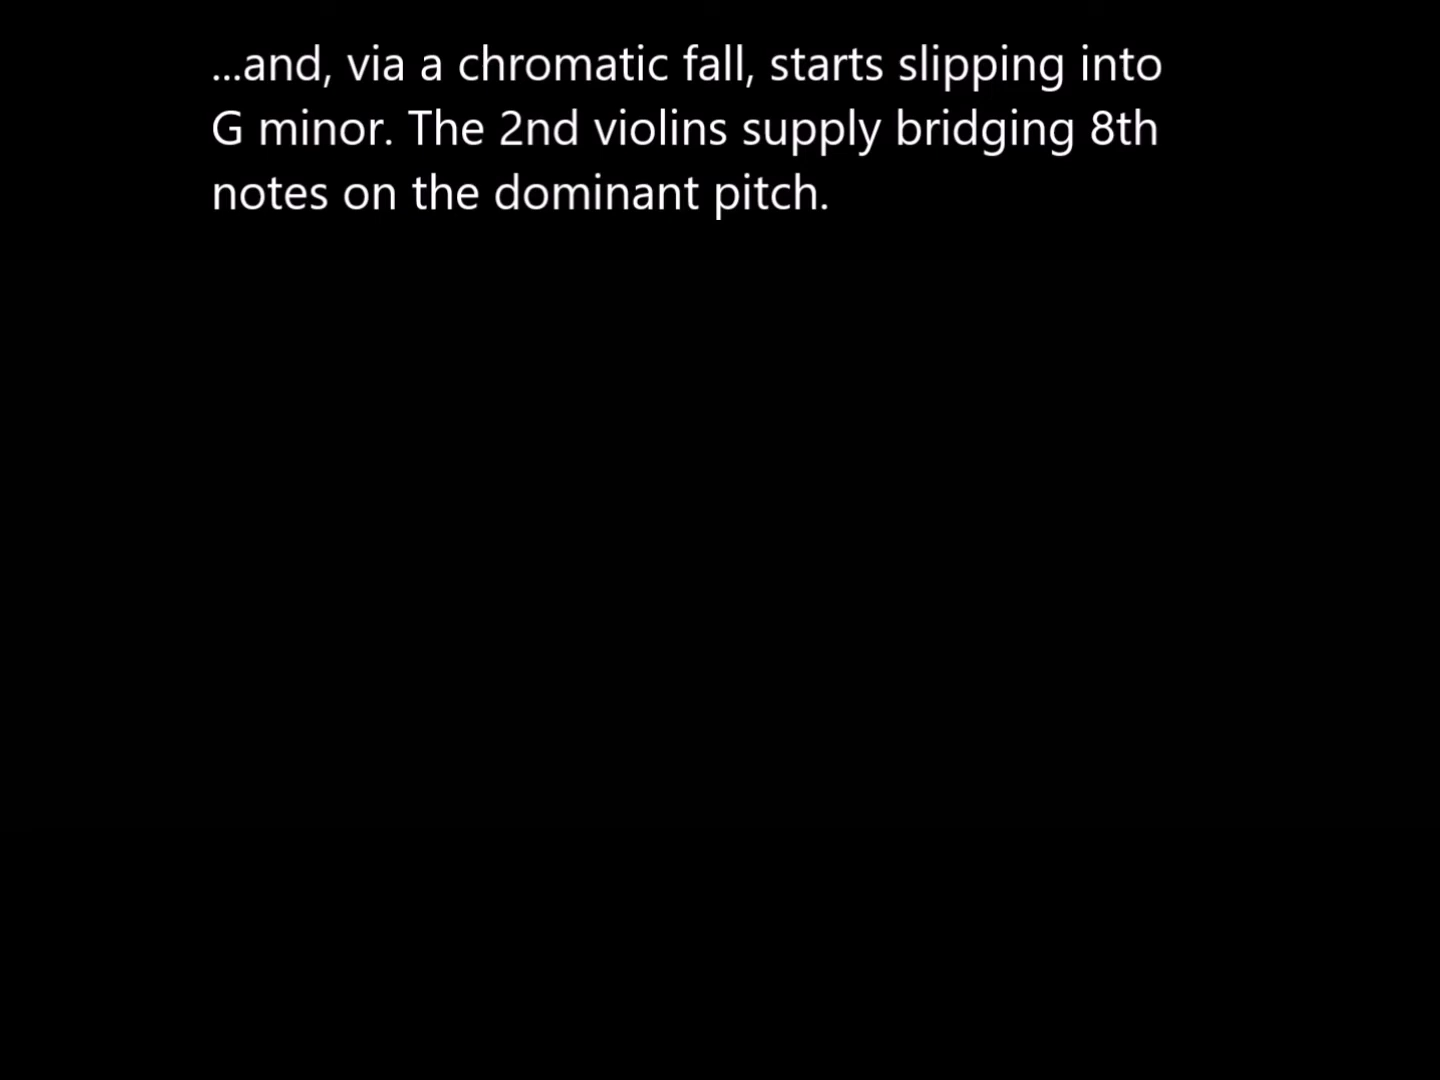 ...and, via a chromatic fall, starts slipping into
G minor. The 2nd violins supply bridging 8th
notes on the dominant pitch.